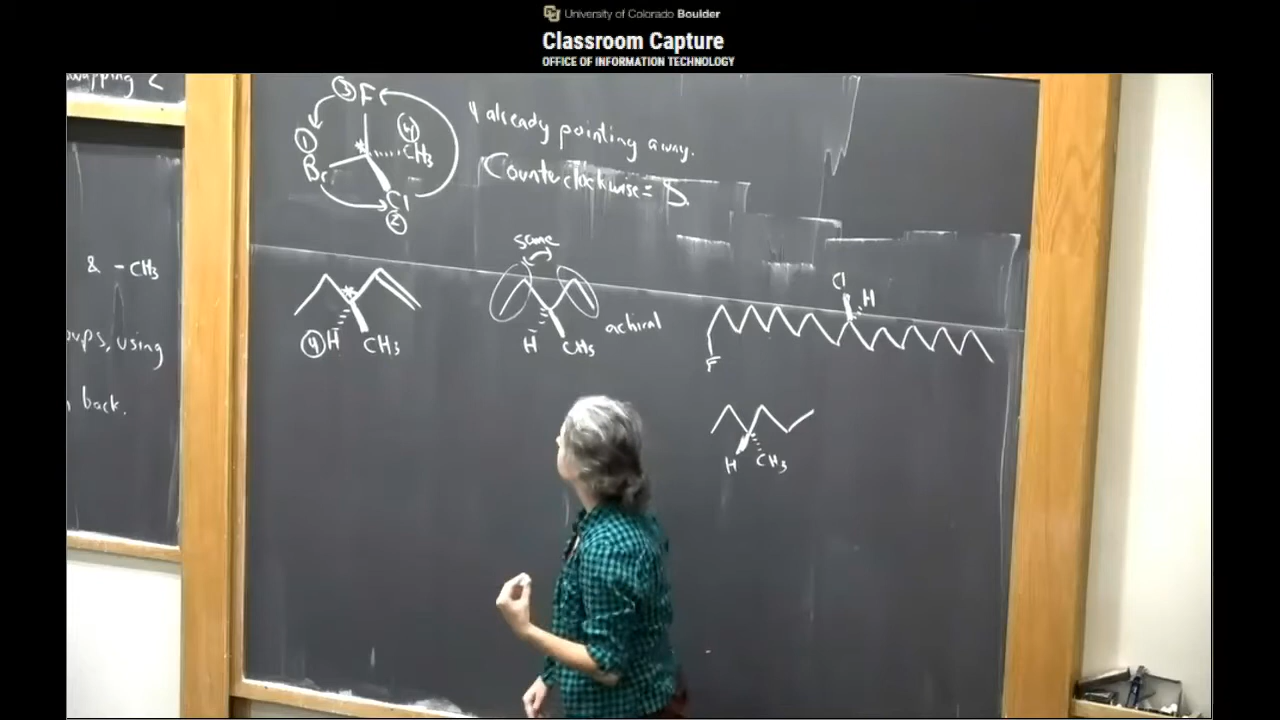 University of Colorado Boulder
Classroom Capture
OFFICE OF INFORMATION TECHNOLOGY
2
& -CH3
using
back.
③ F
④
① *
CH3
Br
Cl
②
4 already pointing away.
Counterclockwise = S.
*
④ H CH3
same
H CH3
achiral
Cl
H
F
H CH3